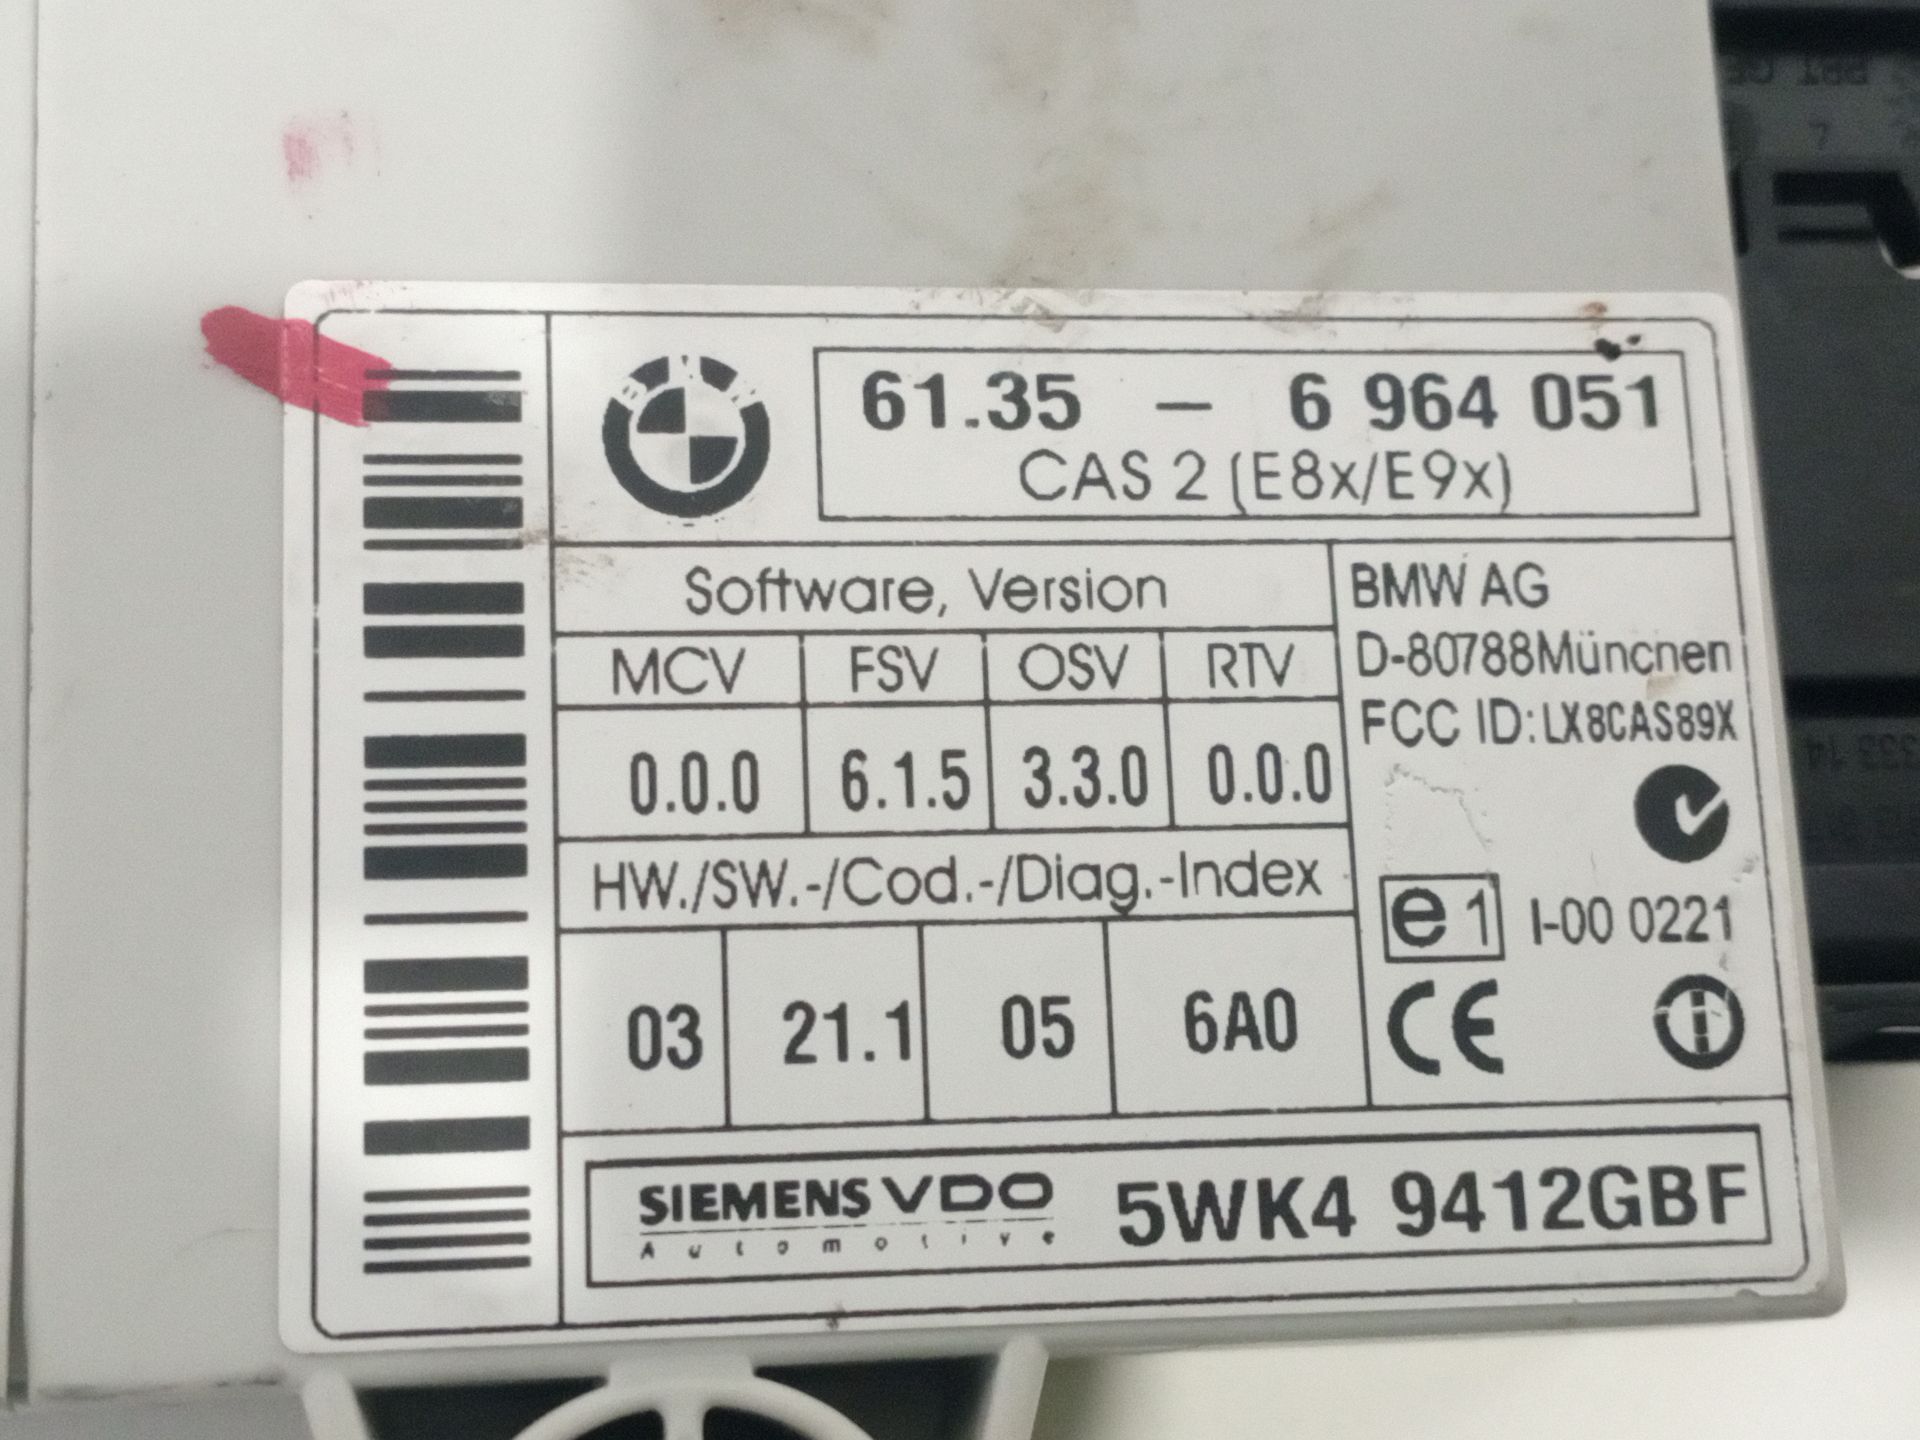 BMW
61.35 – 6 964 051
CAS 2 (E8x/E9x)
Software, Version
MCV FSV OSV RTV
0.0.0 6.1.5 3.3.0 0.0.0
HW./SW.-/Cod.-/Diag.-Index
03 21.1 05 6A0
BMW AG
D-80788München
FCC ID:LX8CAS89X
e1 I-00 0221
CE
SIEMENS VDO
Automotive
5WK4 9412GBF